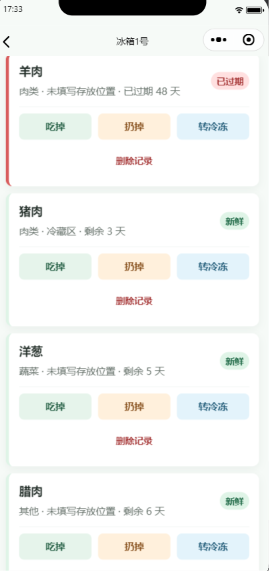 17:33
冰箱1号
羊肉
已过期
肉类 · 未填写存放位置 · 已过期 48 天
吃掉 扔掉 转冷冻
删除记录
猪肉
新鲜
肉类 · 冷藏区 · 剩余 3 天
吃掉 扔掉 转冷冻
删除记录
洋葱
新鲜
蔬菜 · 未填写存放位置 · 剩余 5 天
吃掉 扔掉 转冷冻
删除记录
腊肉
新鲜
其他 · 未填写存放位置 · 剩余 6 天
吃掉 扔掉 转冷冻